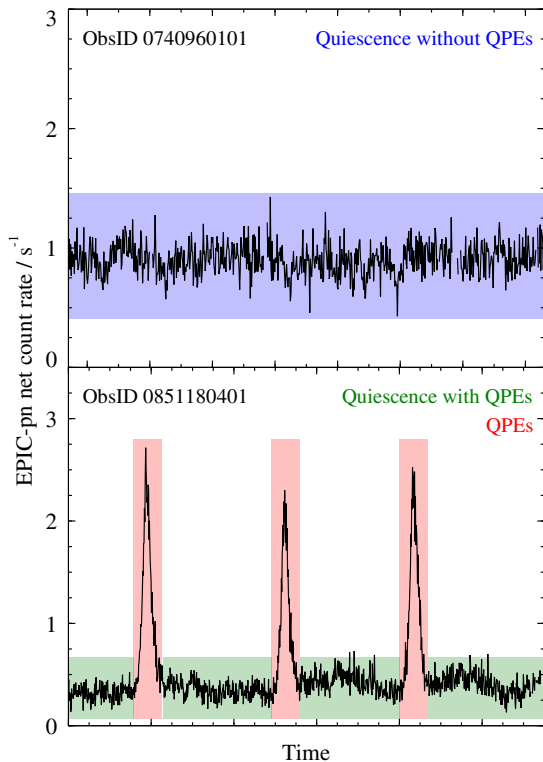 3
ObsID 0740960101
Quiescence without QPEs
2
1
0
EPIC-pn net count rate / s⁻¹
ObsID 0851180401
Quiescence with QPEs
QPEs
3
2
1
0
Time